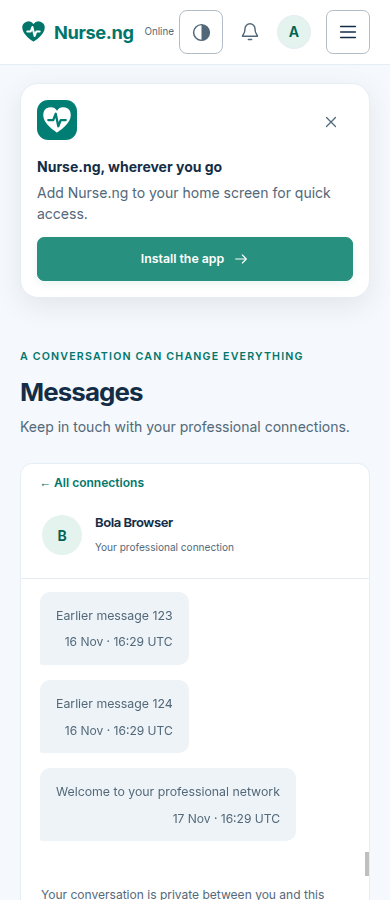 Nurse.ng
Online
A
Nurse.ng, wherever you go
Add Nurse.ng to your home screen for quick
access.
Install the app →
A CONVERSATION CAN CHANGE EVERYTHING
Messages
Keep in touch with your professional connections.
← All connections
B
Bola Browser
Your professional connection
Earlier message 123
16 Nov · 16:29 UTC
Earlier message 124
16 Nov · 16:29 UTC
Welcome to your professional network
17 Nov · 16:29 UTC
Your conversation is private between you and this